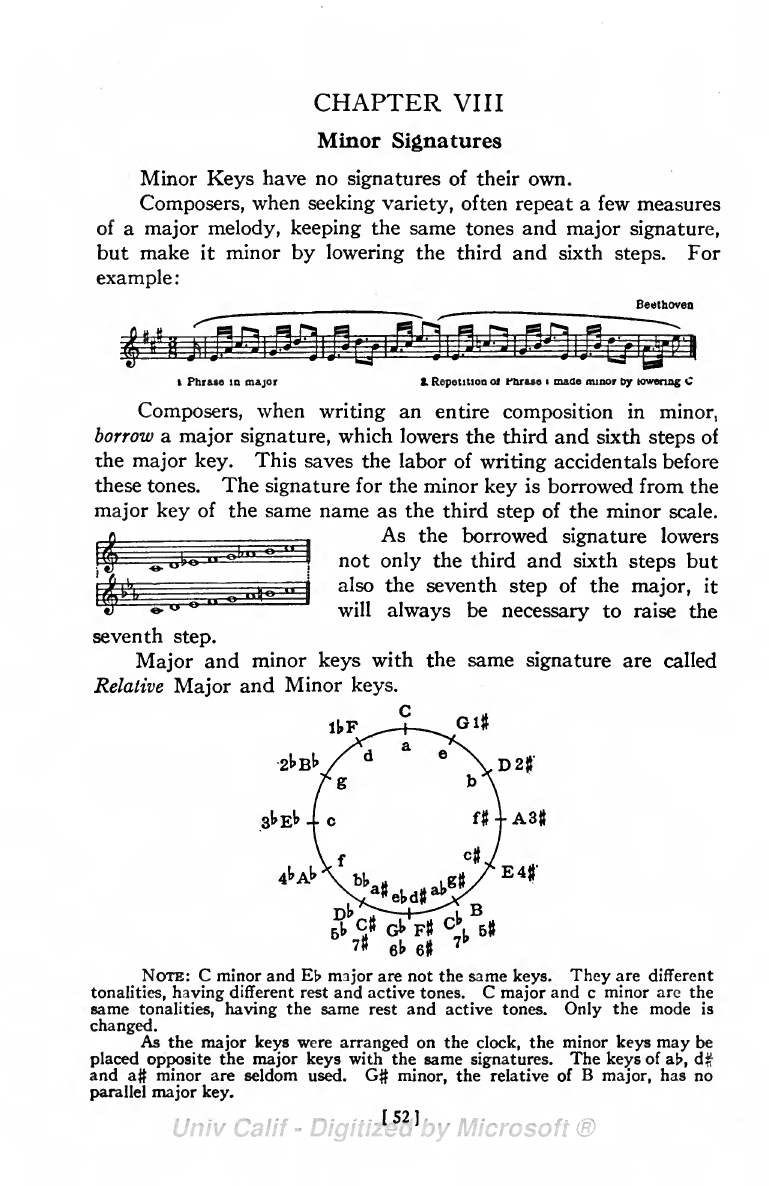 CHAPTER VIII
Minor Signatures
Minor Keys have no signatures of their own.
Composers, when seeking variety, often repeat a few measures
of a major melody, keeping the same tones and major signature,
but make it minor by lowering the third and sixth steps. For
example:
Beethoven
1 Phrase in major 2 Repetition of Phrase 1 made minor by lowering C
Composers, when writing an entire composition in minor,
borrow a major signature, which lowers the third and sixth steps of
the major key. This saves the labor of writing accidentals before
these tones. The signature for the minor key is borrowed from the
major key of the same name as the third step of the minor scale.
As the borrowed signature lowers
not only the third and sixth steps but
also the seventh step of the major, it
will always be necessary to raise the
seventh step.
Major and minor keys with the same signature are called
Relative Major and Minor keys.
C
1♭F G1♯
d a e
2♭B♭ D2♯
g b
3♭E♭ c f♯ A3♯
f c♯
4♭A♭ E4♯
b♭ a♯ e♭ d♯ a♭ g♯
D♭ C♯ G♭ F♯ C♭ B
5♭ 7♯ 6♭ 6♯ 7♭ 5♯
NOTE: C minor and E♭ major are not the same keys. They are different
tonalities, having different rest and active tones. C major and c minor are the
same tonalities, having the same rest and active tones. Only the mode is
changed.
As the major keys were arranged on the clock, the minor keys may be
placed opposite the major keys with the same signatures. The keys of a♭, d♯
and a♯ minor are seldom used. G♯ minor, the relative of B major, has no
parallel major key.
[ 52 ]
Univ Calif - Digitized by Microsoft ®